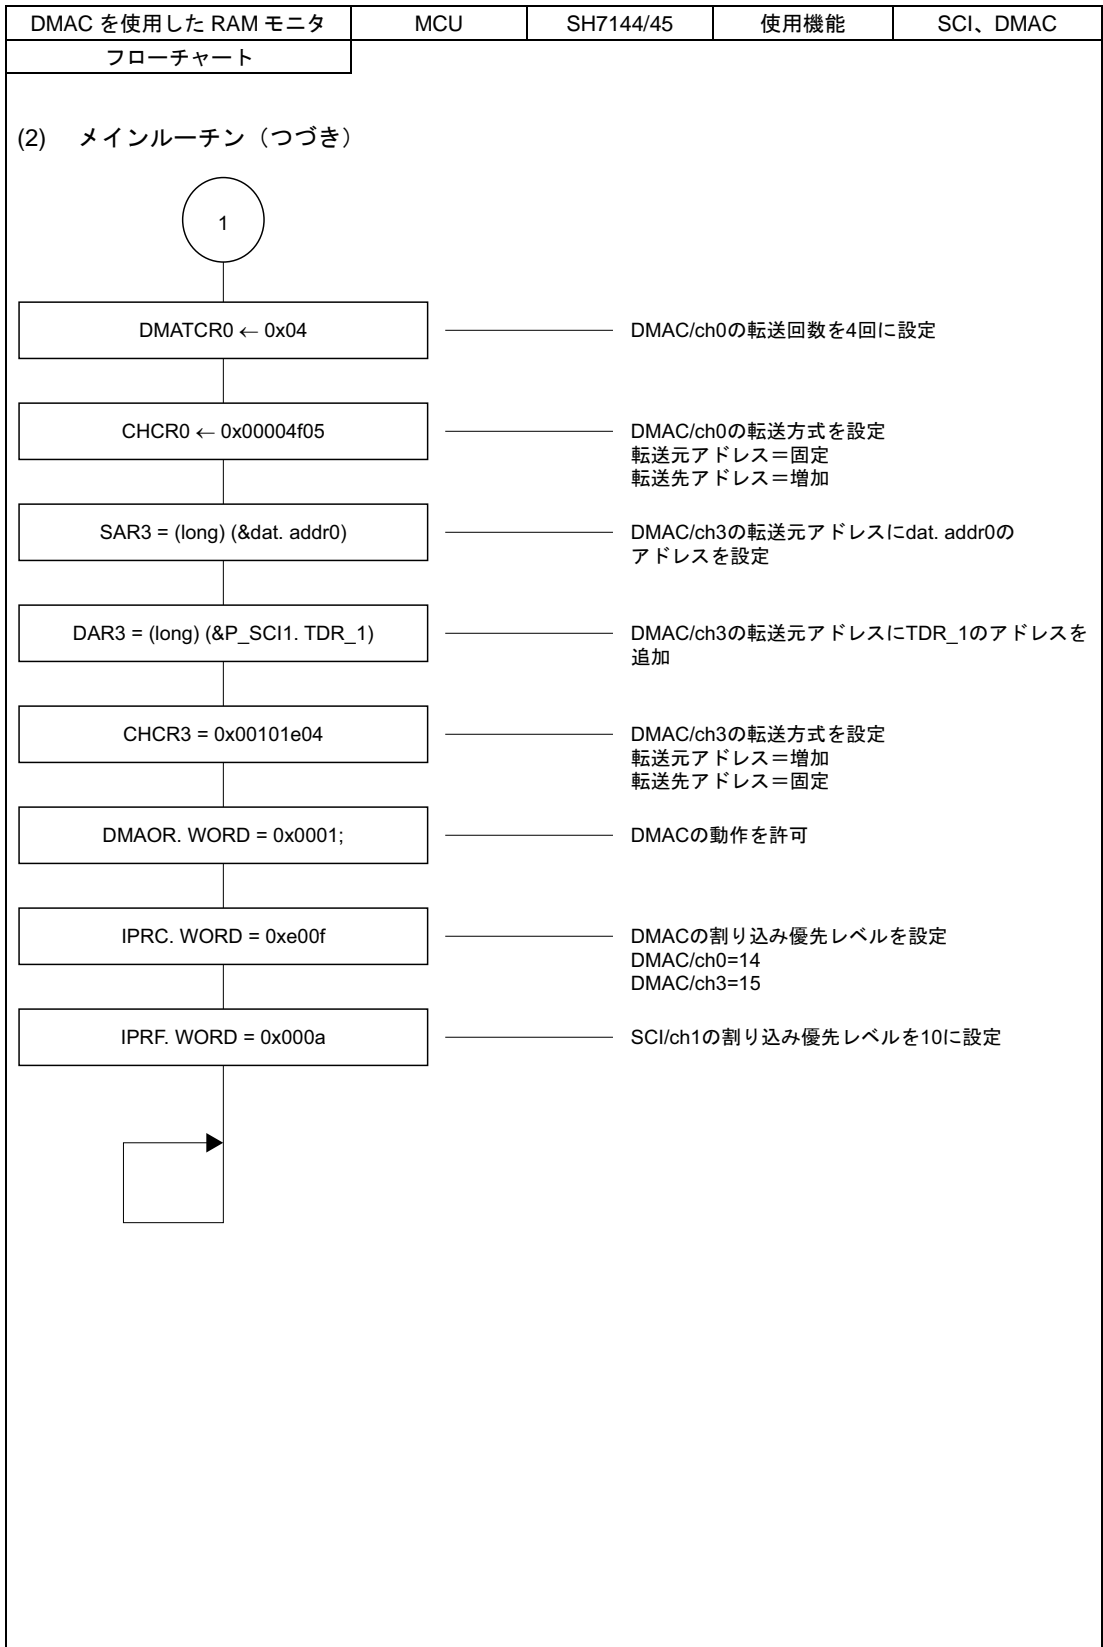 DMAC を使用した RAM モニタ MCU SH7144/45 使用機能 SCI、DMAC
フローチャート
(2) メインルーチン（つづき）
1
DMATCR0 ← 0x04
DMAC/ch0の転送回数を4回に設定
CHCR0 ← 0x00004f05
DMAC/ch0の転送方式を設定
転送元アドレス＝固定
転送先アドレス＝増加
SAR3 = (long) (&dat. addr0)
DMAC/ch3の転送元アドレスにdat. addr0の
アドレスを設定
DAR3 = (long) (&P_SCI1. TDR_1)
DMAC/ch3の転送元アドレスにTDR_1のアドレスを
追加
CHCR3 = 0x00101e04
DMAC/ch3の転送方式を設定
転送元アドレス＝増加
転送先アドレス＝固定
DMAOR. WORD = 0x0001;
DMACの動作を許可
IPRC. WORD = 0xe00f
DMACの割り込み優先レベルを設定
DMAC/ch0=14
DMAC/ch3=15
IPRF. WORD = 0x000a
SCI/ch1の割り込み優先レベルを10に設定